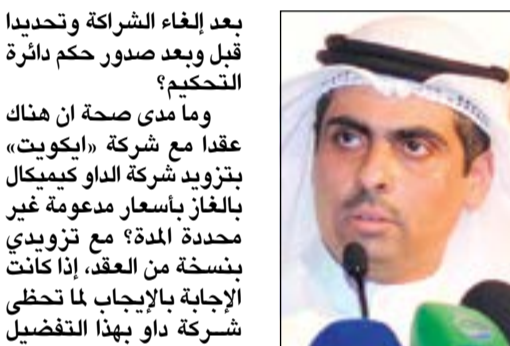 بعد إلغاء الشراكة وتحديدا
قبل وبعد صدور حكم دائرة
التحكيم؟
وما مدى صحة ان هناك
عقدا مع شركة «ايكويت»
بتزويد شركة الداو كيميكال
بالغاز بأسعار مدعومة غير
محددة المدة؟ مع تزويدي
بنسخة من العقد، إذا كانت
الإجابة بالإيجاب لما تحظى
شركة داو بهذا التفضيل